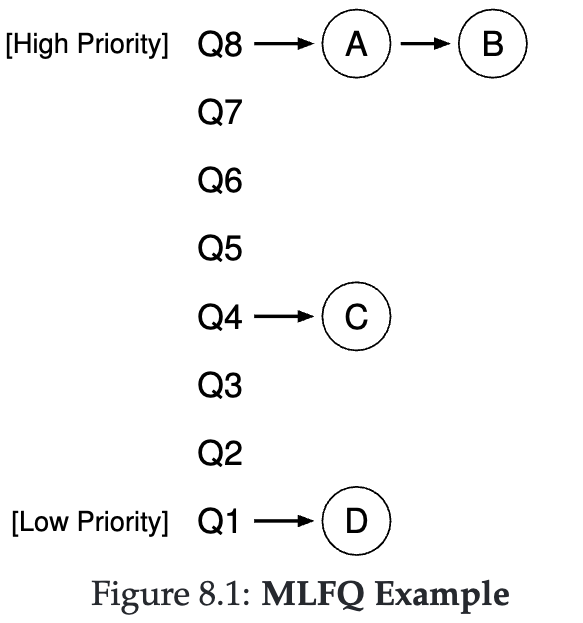 [High Priority] Q8 A B
Q7
Q6
Q5
Q4 C
Q3
Q2
[Low Priority] Q1 D
Figure 8.1: MLFQ Example